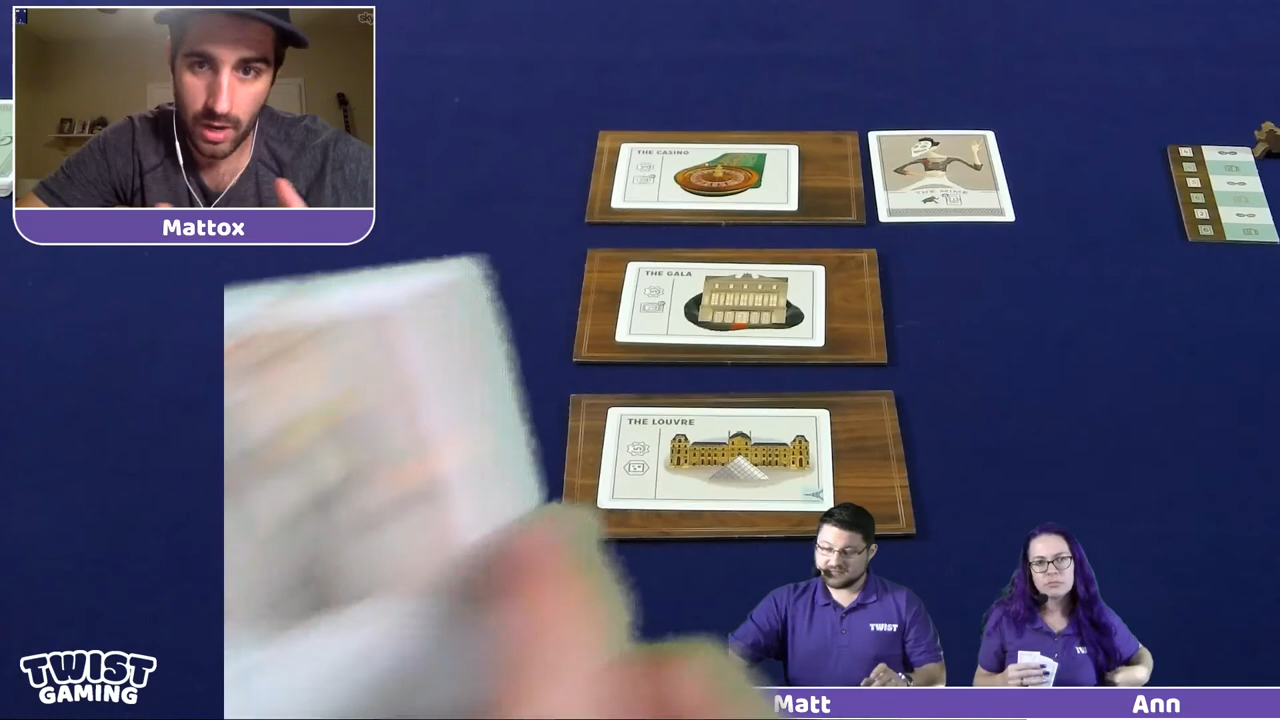 Mattox
THE CASINO
THE MIME
THE GALA
THE LOUVRE
TWIST
TWIST
GAMING
Matt
Ann